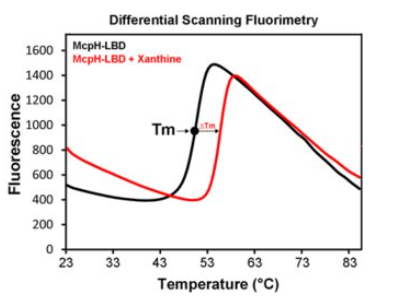 Differential Scanning Fluorimetry
McpH-LBD
McpH-LBD + Xanthine
Fluorescence
1600
1400
1200
1000
800
600
400
200
0
Tm
ΔTm
23
33
43
53
63
73
83
Temperature (°C)